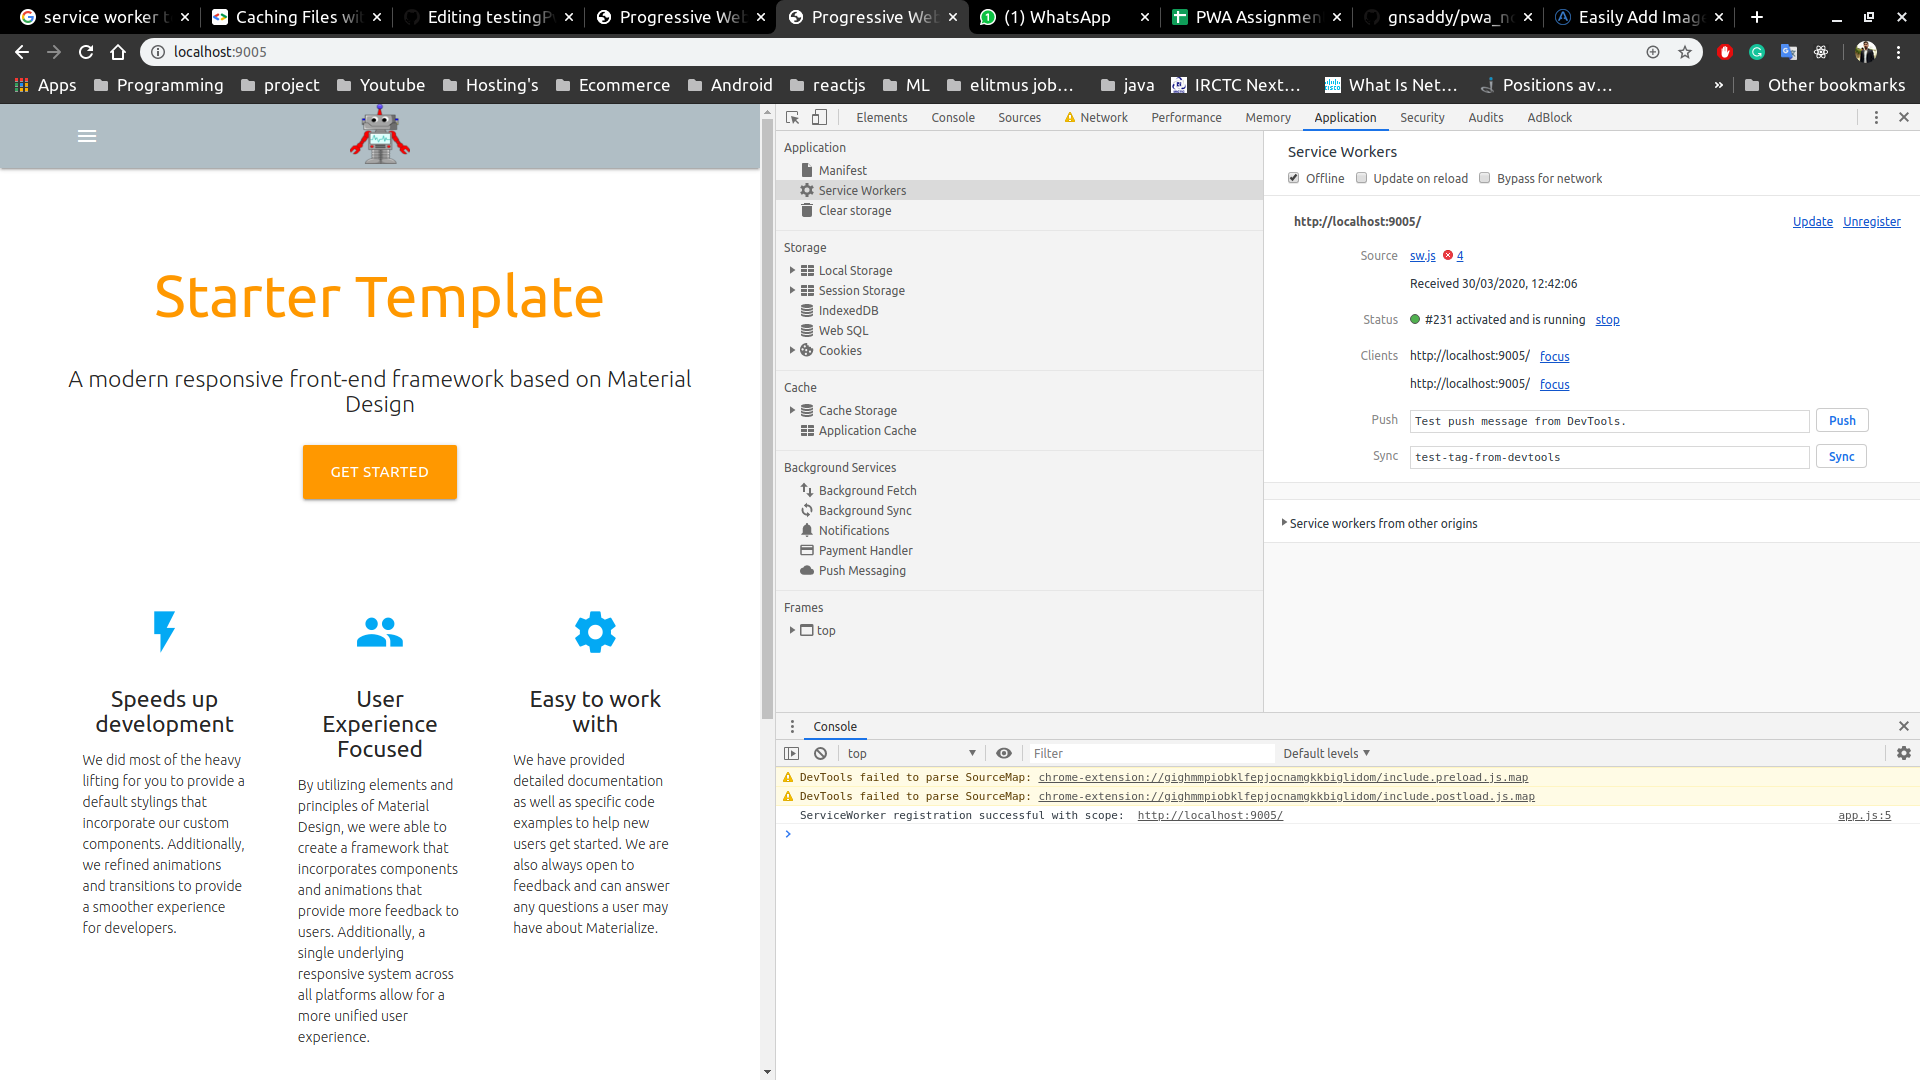 service worker t
Caching Files wi
Editing testingP
Progressive We
Progressive We
(1) WhatsApp
PWA Assignmen
gnsaddy/pwa_n
Easily Add Imag
localhost:9005
Apps
Programming
project
Youtube
Hosting's
Ecommerce
Android
reactjs
ML
elitmus job...
java
IRCTC Next...
What Is Net...
Positions av...
»
Other bookmarks
Starter Template
A modern responsive front-end framework based on Material
Design
GET STARTED
Speeds up
development
We did most of the heavy
lifting for you to provide a
default stylings that
incorporate our custom
components. Additionally,
we refined animations
and transitions to provide
a smoother experience
for developers.
User
Experience
Focused
By utilizing elements and
principles of Material
Design, we were able to
create a framework that
incorporates components
and animations that
provide more feedback to
users. Additionally, a
single underlying
responsive system across
all platforms allow for a
more unified user
experience.
Easy to work
with
We have provided
detailed documentation
as well as specific code
examples to help new
users get started. We are
also always open to
feedback and can answer
any questions a user may
have about Materialize.
Elements
Console
Sources
Network
Performance
Memory
Application
Security
Audits
AdBlock
Application
Manifest
Service Workers
Clear storage
Storage
Local Storage
Session Storage
IndexedDB
Web SQL
Cookies
Cache
Cache Storage
Application Cache
Background Services
Background Fetch
Background Sync
Notifications
Payment Handler
Push Messaging
Frames
top
Service Workers
Offline
Update on reload
Bypass for network
http://localhost:9005/
Update
Unregister
Source
sw.js
4
Received 30/03/2020, 12:42:06
Status
#231 activated and is running
stop
Clients
http://localhost:9005/
focus
http://localhost:9005/
focus
Push
Test push message from DevTools.
Push
Sync
test-tag-from-devtools
Sync
Service workers from other origins
Console
top
Filter
Default levels
DevTools failed to parse SourceMap: chrome-extension://gighmmpiobklfepjocnamgkkbiglidom/include.preload.js.map
DevTools failed to parse SourceMap: chrome-extension://gighmmpiobklfepjocnamgkkbiglidom/include.postload.js.map
ServiceWorker registration successful with scope: http://localhost:9005/
app.js:5